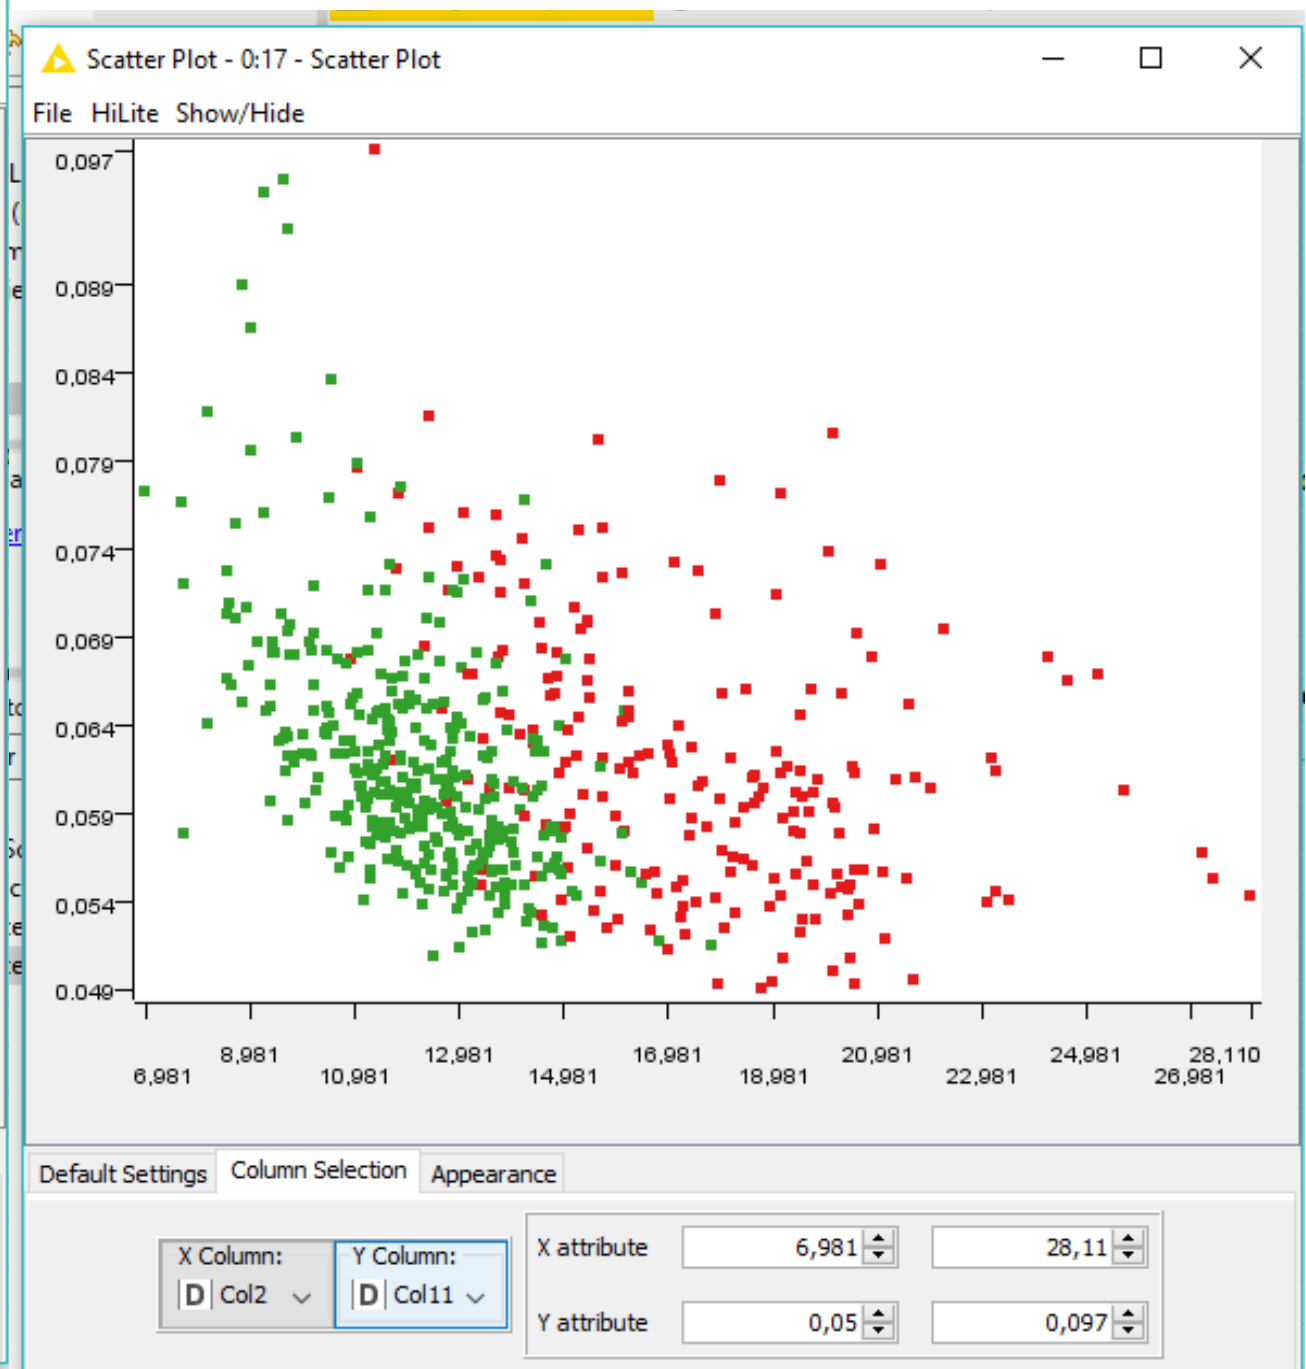 Scatter Plot - 0:17 - Scatter Plot
File HiLite Show/Hide
0,097
0,089
0,084
0,079
0,074
0,069
0,064
0,059
0,054
0.049
8,981 12,981 16,981 20,981 24,981 28,110
6,981 10,981 14,981 18,981 22,981 26,981
Default Settings Column Selection Appearance
X Column: Y Column:
D Col2 D Col11
X attribute 6,981 28,11
Y attribute 0,05 0,097